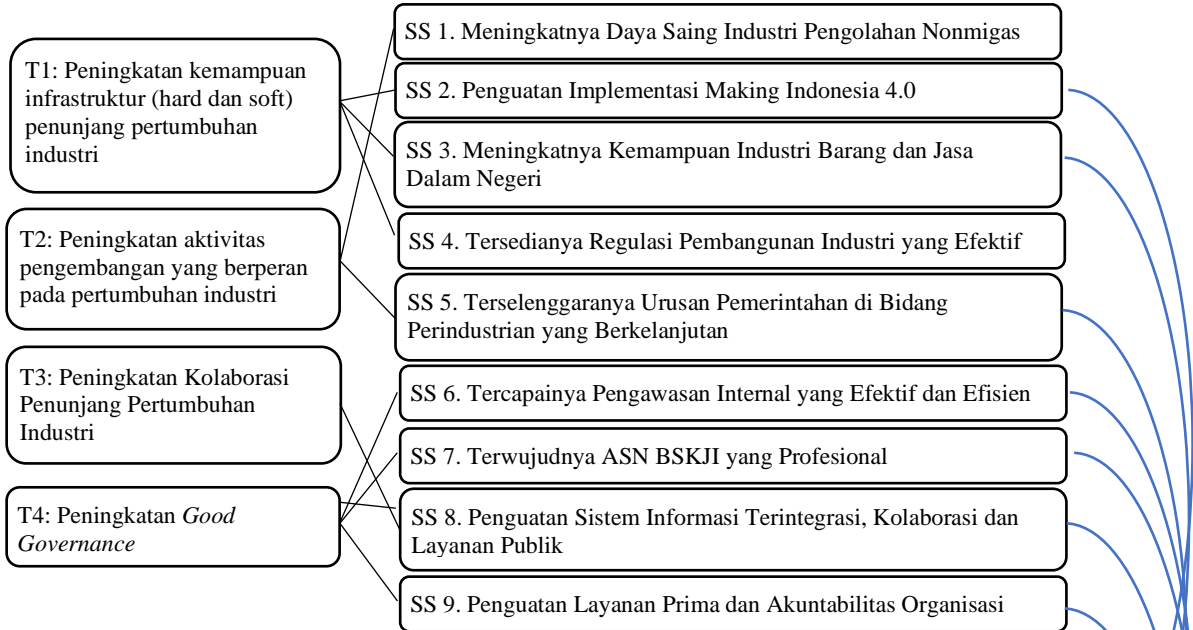 T1: Peningkatan kemampuan
infrastruktur (hard dan soft)
penunjang pertumbuhan
industri
T2: Peningkatan aktivitas
pengembangan yang berperan
pada pertumbuhan industri
T3: Peningkatan Kolaborasi
Penunjang Pertumbuhan
Industri
T4: Peningkatan Good
Governance
SS 1. Meningkatnya Daya Saing Industri Pengolahan Nonmigas
SS 2. Penguatan Implementasi Making Indonesia 4.0
SS 3. Meningkatnya Kemampuan Industri Barang dan Jasa
Dalam Negeri
SS 4. Tersedianya Regulasi Pembangunan Industri yang Efektif
SS 5. Terselenggaranya Urusan Pemerintahan di Bidang
Perindustrian yang Berkelanjutan
SS 6. Tercapainya Pengawasan Internal yang Efektif dan Efisien
SS 7. Terwujudnya ASN BSKJI yang Profesional
SS 8. Penguatan Sistem Informasi Terintegrasi, Kolaborasi dan
Layanan Publik
SS 9. Penguatan Layanan Prima dan Akuntabilitas Organisasi